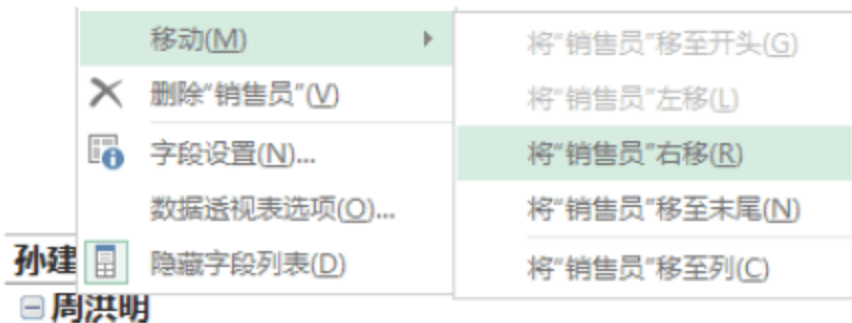 移动(M)
将“销售员”移至开头(G)
删除“销售员”(V)
将“销售员”左移(L)
字段设置(N)...
将“销售员”右移(R)
数据透视表选项(O)...
将“销售员”移至末尾(N)
孙建
隐藏字段列表(D)
将“销售员”移至列(C)
周洪明